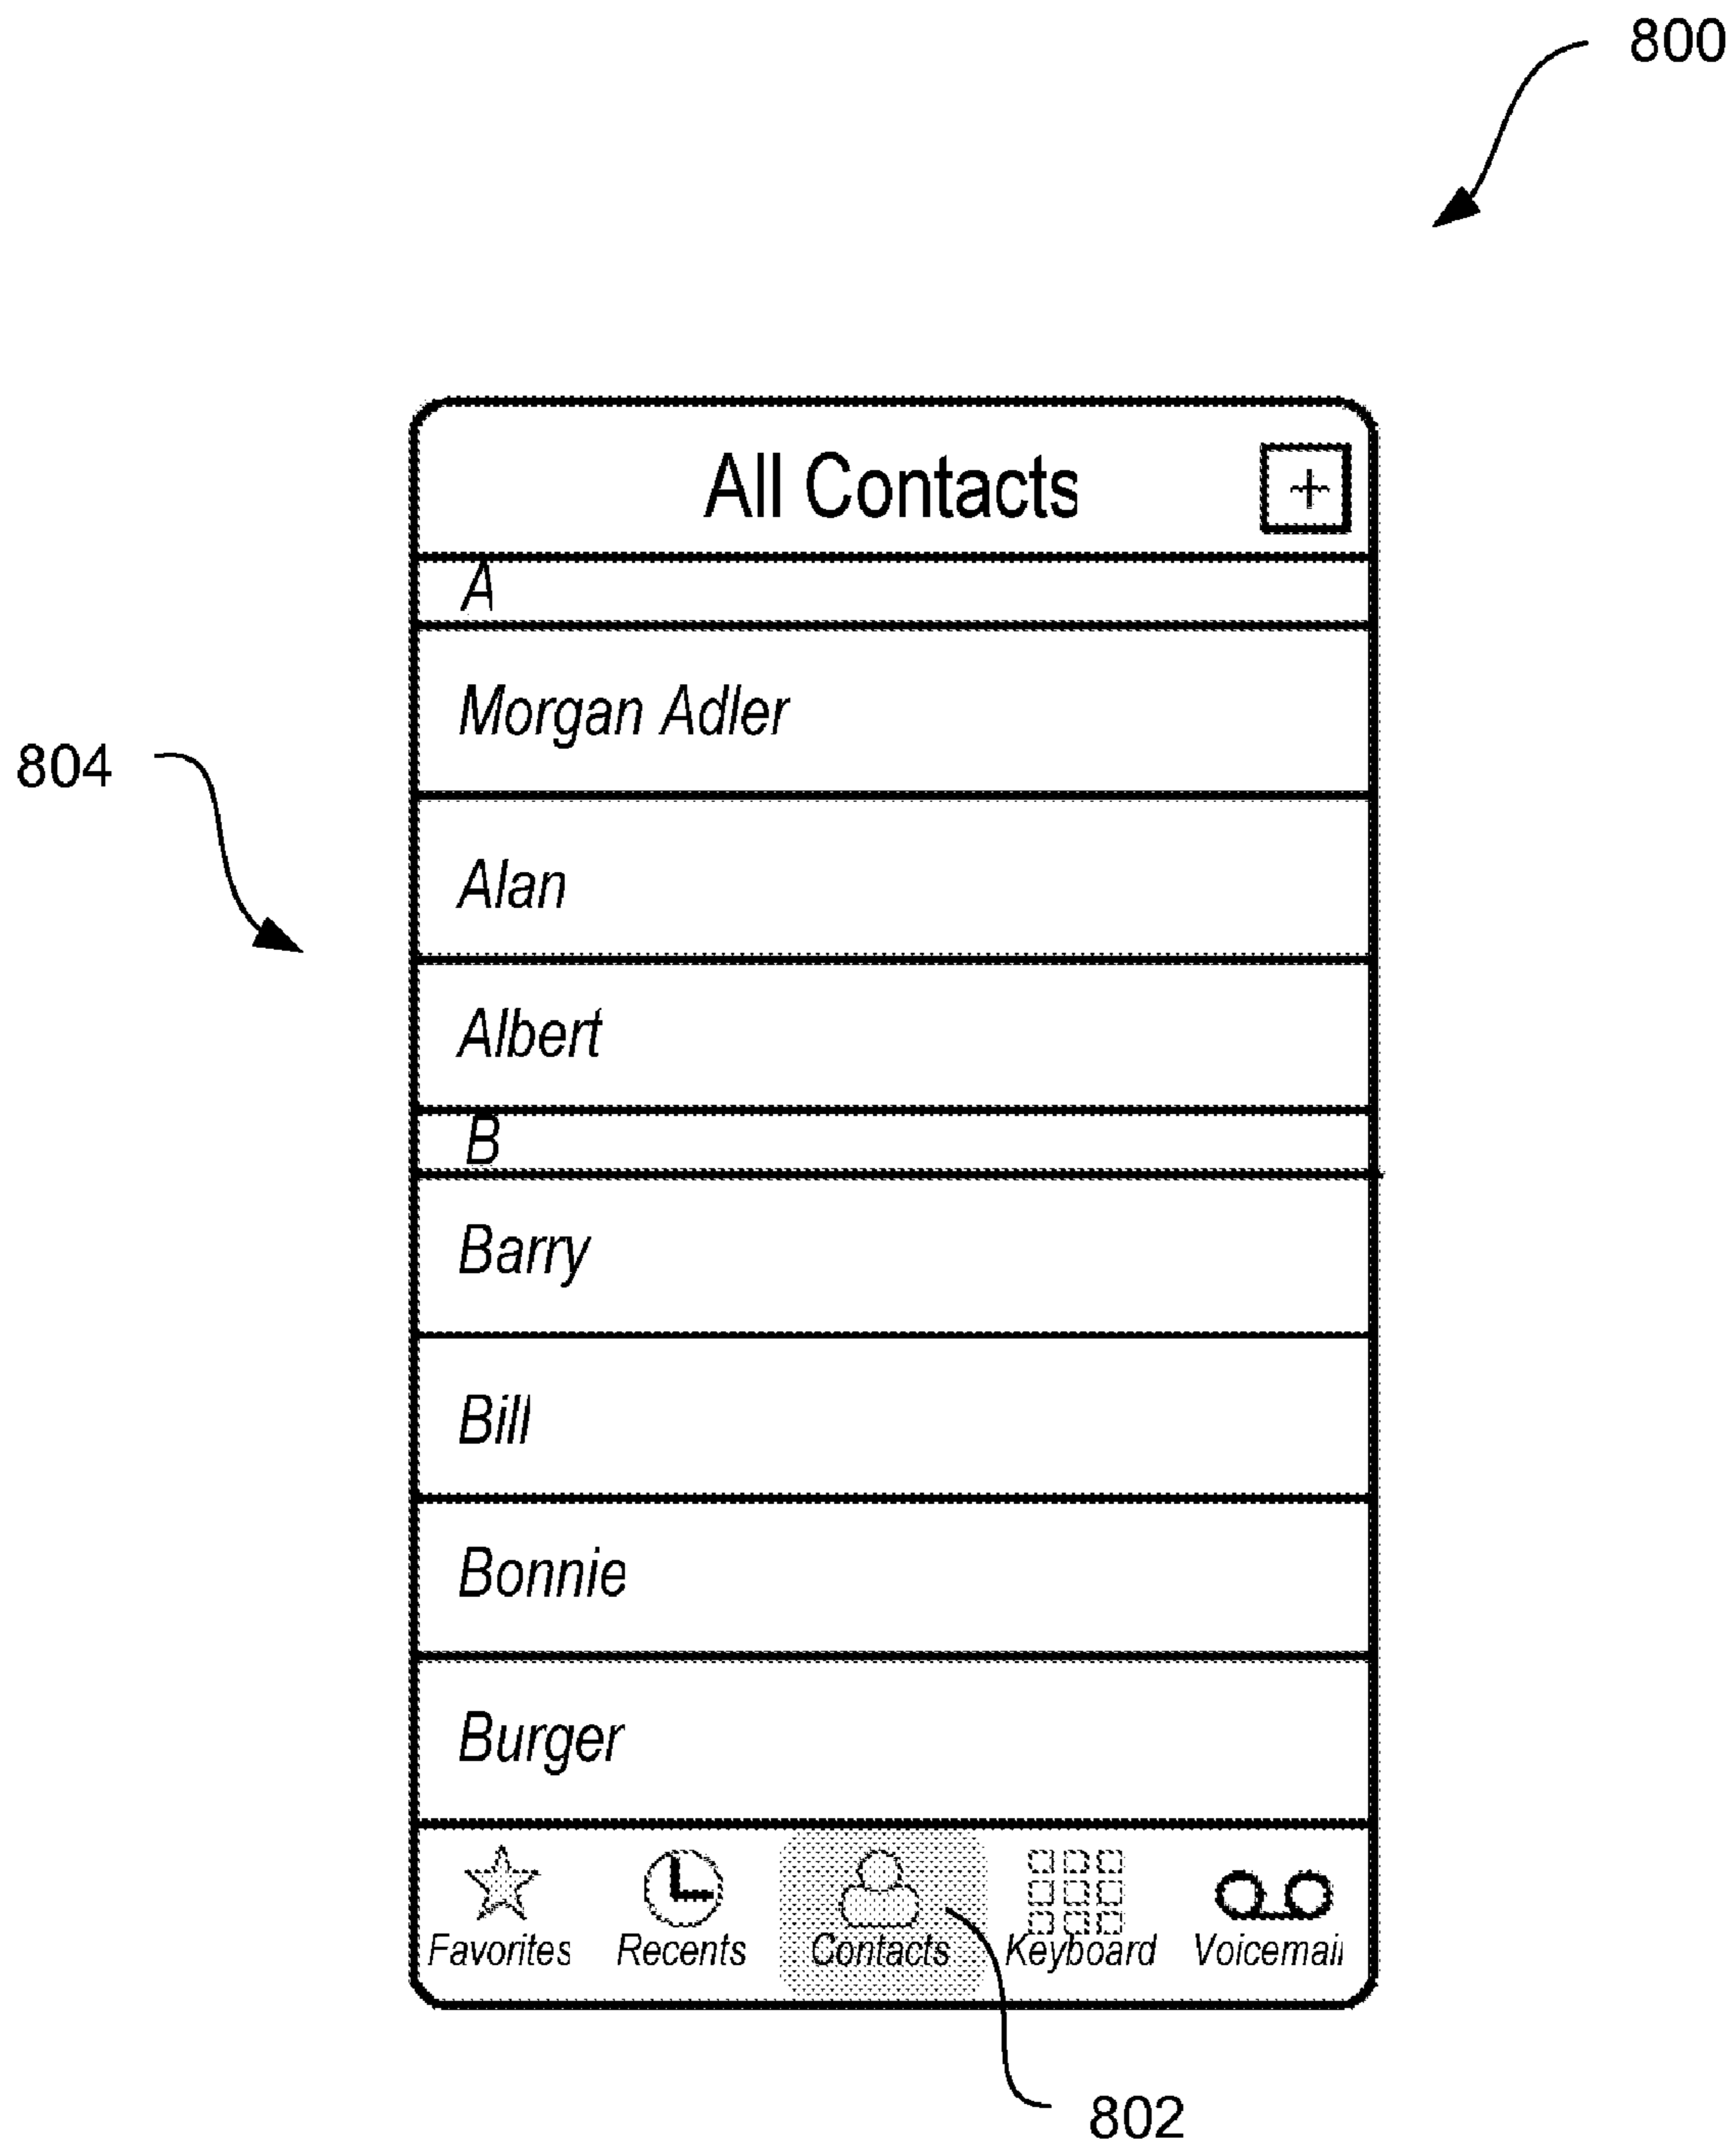 800
All Contacts +
A
Morgan Adler
804
Alan
Albert
B
Barry
Bill
Bonnie
Burger
Favorites Recents Contacts Keyboard Voicemail
802